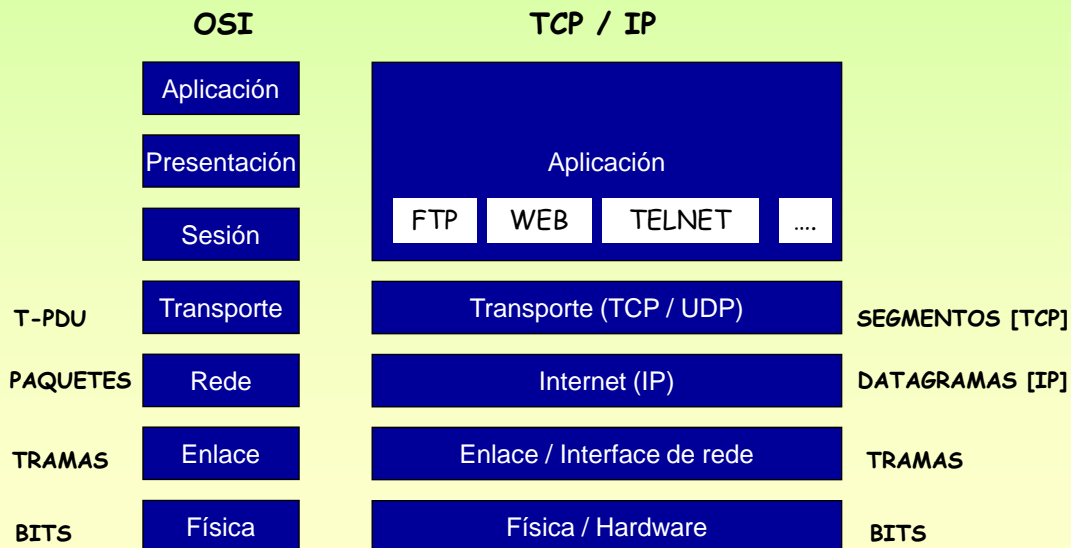 OSI
TCP / IP
Aplicación
Presentación
Aplicación
FTP WEB TELNET ....
Sesión
T-PDU Transporte Transporte (TCP / UDP) SEGMENTOS [TCP]
PAQUETES Rede Internet (IP) DATAGRAMAS [IP]
TRAMAS Enlace Enlace / Interface de rede TRAMAS
BITS Física Física / Hardware BITS